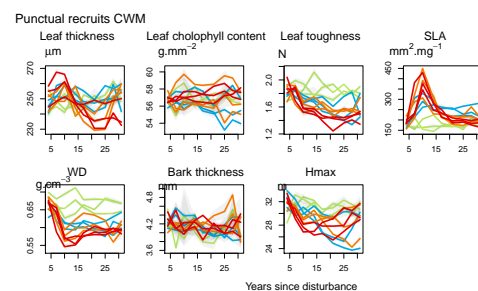 Punctual recruits CWM
Leaf thickness Leaf cholophyll content Leaf toughness SLA
µm g.mm−2 N mm2.mg−1
270 60 2.0 450
250 58 56 1.6 300
230 54 1.2 150
5 15 25 5 15 25 5 15 25 5 15 25
WD Bark thickness Hmax
g.cm−3 mm
0.65 4.8 32
4.2 28
0.55 3.6 24
5 15 25 5 15 25 5 15 25
Years since disturbance